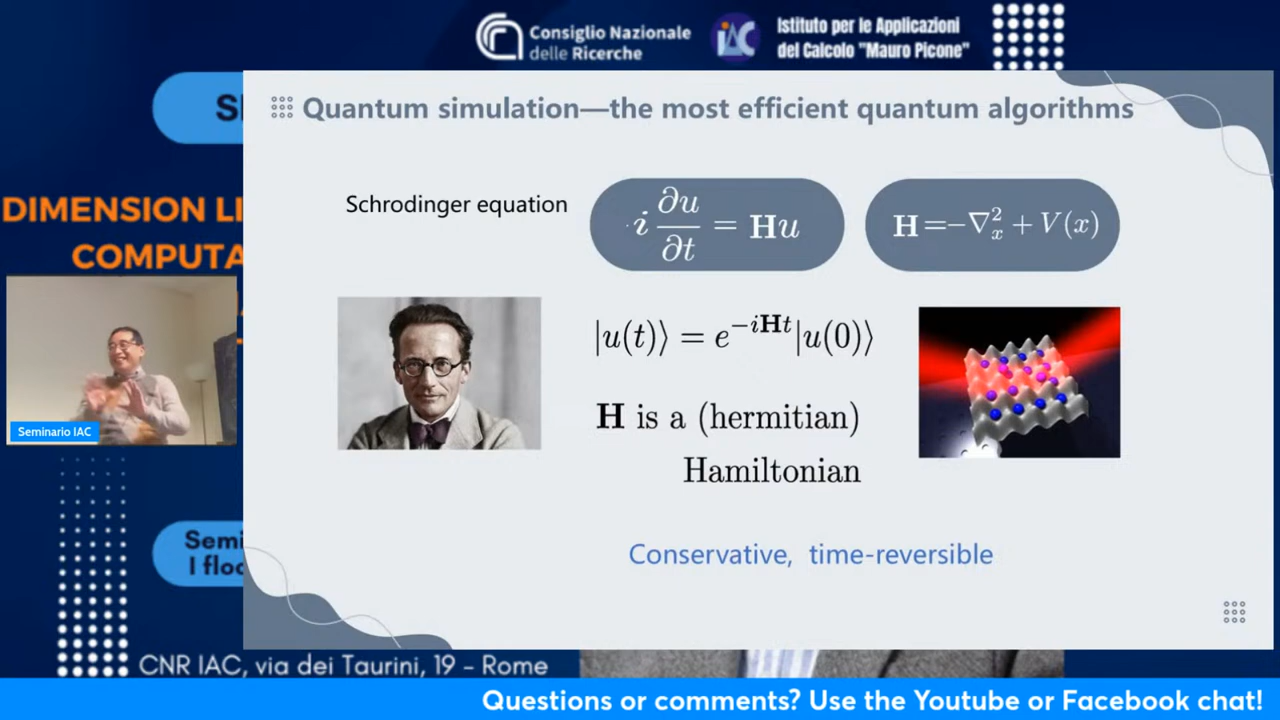 Consiglio Nazionale
delle Ricerche
IAC
Istituto per le Applicazioni
del Calcolo "Mauro Picone"
Quantum simulation—the most efficient quantum algorithms
Schrodinger equation
i ∂u/∂t = Hu
H=−∇²ₓ + V(x)
|u(t)⟩ = e^{−iHt}|u(0)⟩
H is a (hermitian)
Hamiltonian
Conservative, time-reversible
DIMENSION
COMPUTA
Seminario IAC
Semi
I
CNR IAC, via dei Taurini, 19 - Rome
Questions or comments? Use the Youtube or Facebook chat!